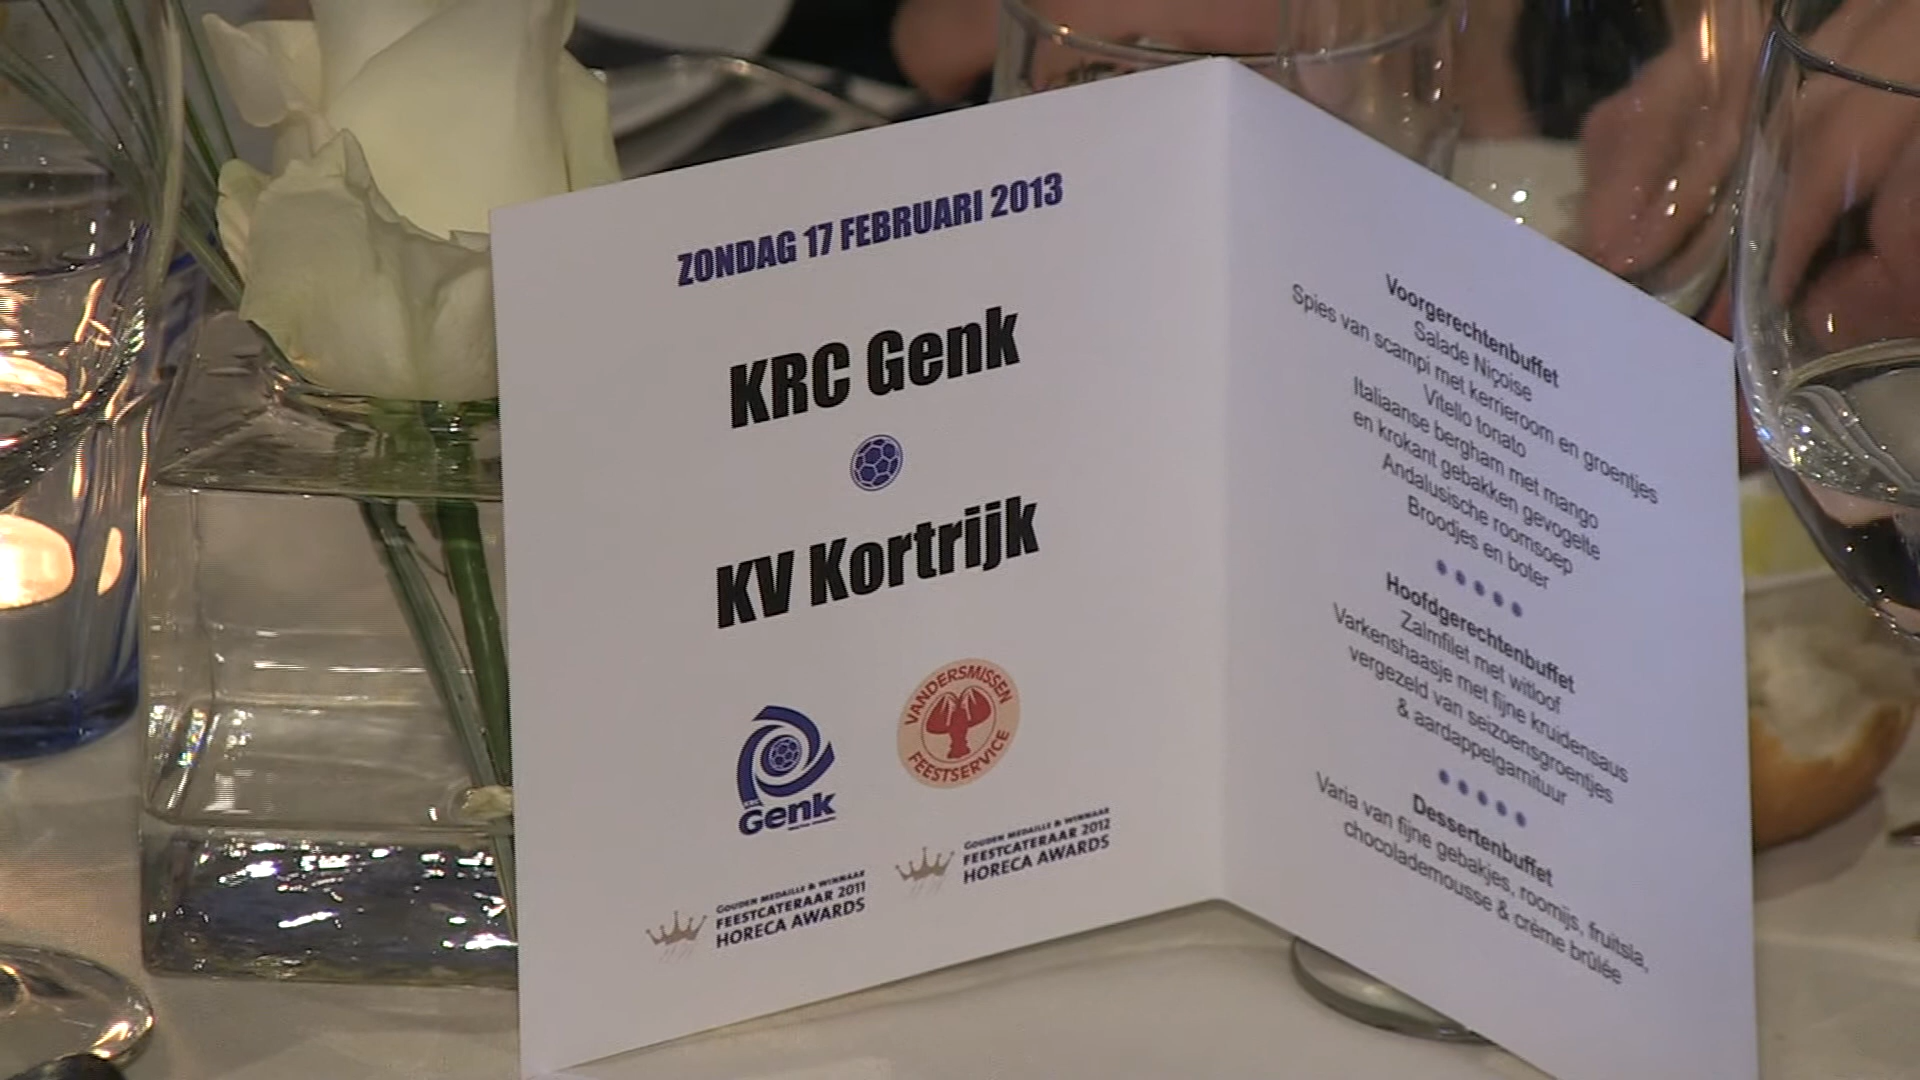 ZONDAG 17 FEBRUARI 2013
KRC Genk
KV Kortrijk
KRC
Genk
VANDERSMISSEN
FEESTSERVICE
GOUDEN MEDAILLE & WINNAAR
FEESTCATERAAR 2011
HORECA AWARDS
GOUDEN MEDAILLE & WINNAAR
FEESTCATERAAR 2012
HORECA AWARDS
Voorgerechtenbuffet
Salade Niçoise
Spies van scampi met kerrieroom en groentjes
Vitello tonato
Italiaanse bergham met mango
en krokant gebakken gevogelte
Andalusische roomsoep
Broodjes en boter
Hoofdgerechtenbuffet
Zalmfilet met witloof
Varkenshaasje met fijne kruidensaus
vergezeld van seizoensgroentjes
& aardappelgarnituur
Dessertenbuffet
Varia van fijne gebakjes, roomijs, fruitsla,
chocolademousse & crème brûlée